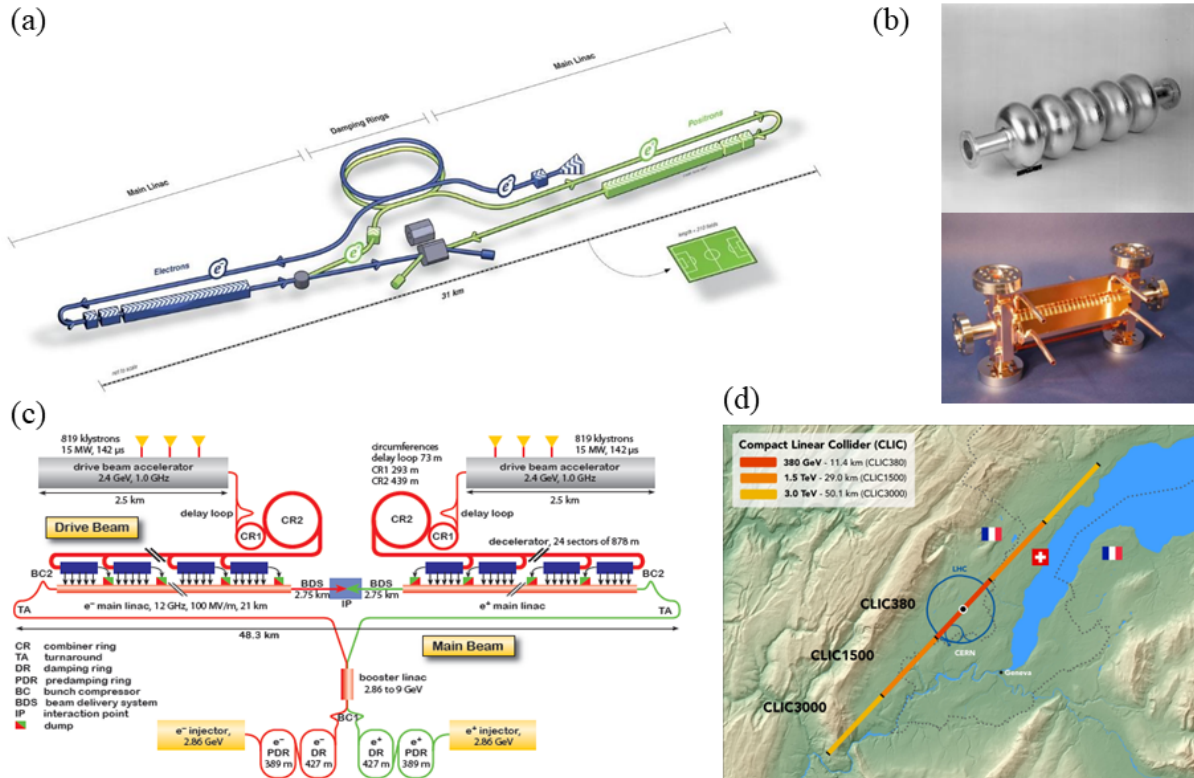 (a)
Main Linac
Damping Rings
Main Linac
Positrons
e⁻
e⁻
e⁻
e⁻
Electrons
31 km
length ~ 310 fields
not to scale
(b)
(c)
819 klystrons
15 MW, 142 µs
drive beam accelerator
2.4 GeV, 1.0 GHz
2.5 km
delay loop
CR2
CR1
Drive Beam
circumferences
delay loop 73 m
CR1 293 m
CR2 439 m
819 klystrons
15 MW, 142 µs
drive beam accelerator
2.4 GeV, 1.0 GHz
2.5 km
delay loop
CR2
CR1
decelerator, 24 sectors of 878 m
BC2
BDS
2.75 km
BDS
2.75 km
IP
BC2
TA
e⁻ main linac, 12 GHz, 100 MV/m, 21 km
e⁺ main linac
TA
48.3 km
Main Beam
CR combiner ring
TA turnaround
DR damping ring
PDR predamping ring
BC bunch compressor
BDS beam delivery system
IP interaction point
dump
booster linac
2.86 to 9 GeV
BC1
e⁻ injector,
2.86 GeV
e⁻
PDR
389 m
e⁻
DR
427 m
e⁺
DR
427 m
e⁺
PDR
389 m
e⁺ injector,
2.86 GeV
(d)
Compact Linear Collider (CLIC)
380 GeV - 11.4 km (CLIC380)
1.5 TeV - 29.0 km (CLIC1500)
3.0 TeV - 50.1 km (CLIC3000)
LHC
CLIC380
CERN
CLIC1500
Geneva
CLIC3000